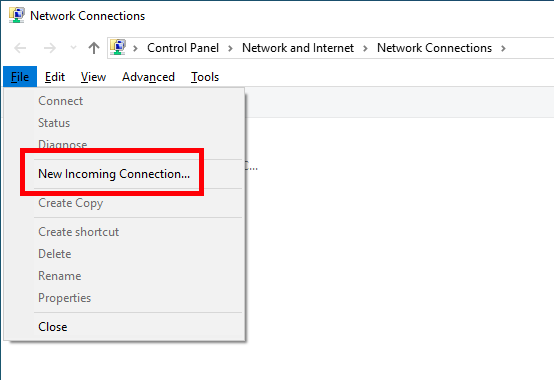 Network Connections
Control Panel > Network and Internet > Network Connections >
File Edit View Advanced Tools
Connect
Status
Diagnose
New Incoming Connection...
Create Copy
Create shortcut
Delete
Rename
Properties
Close